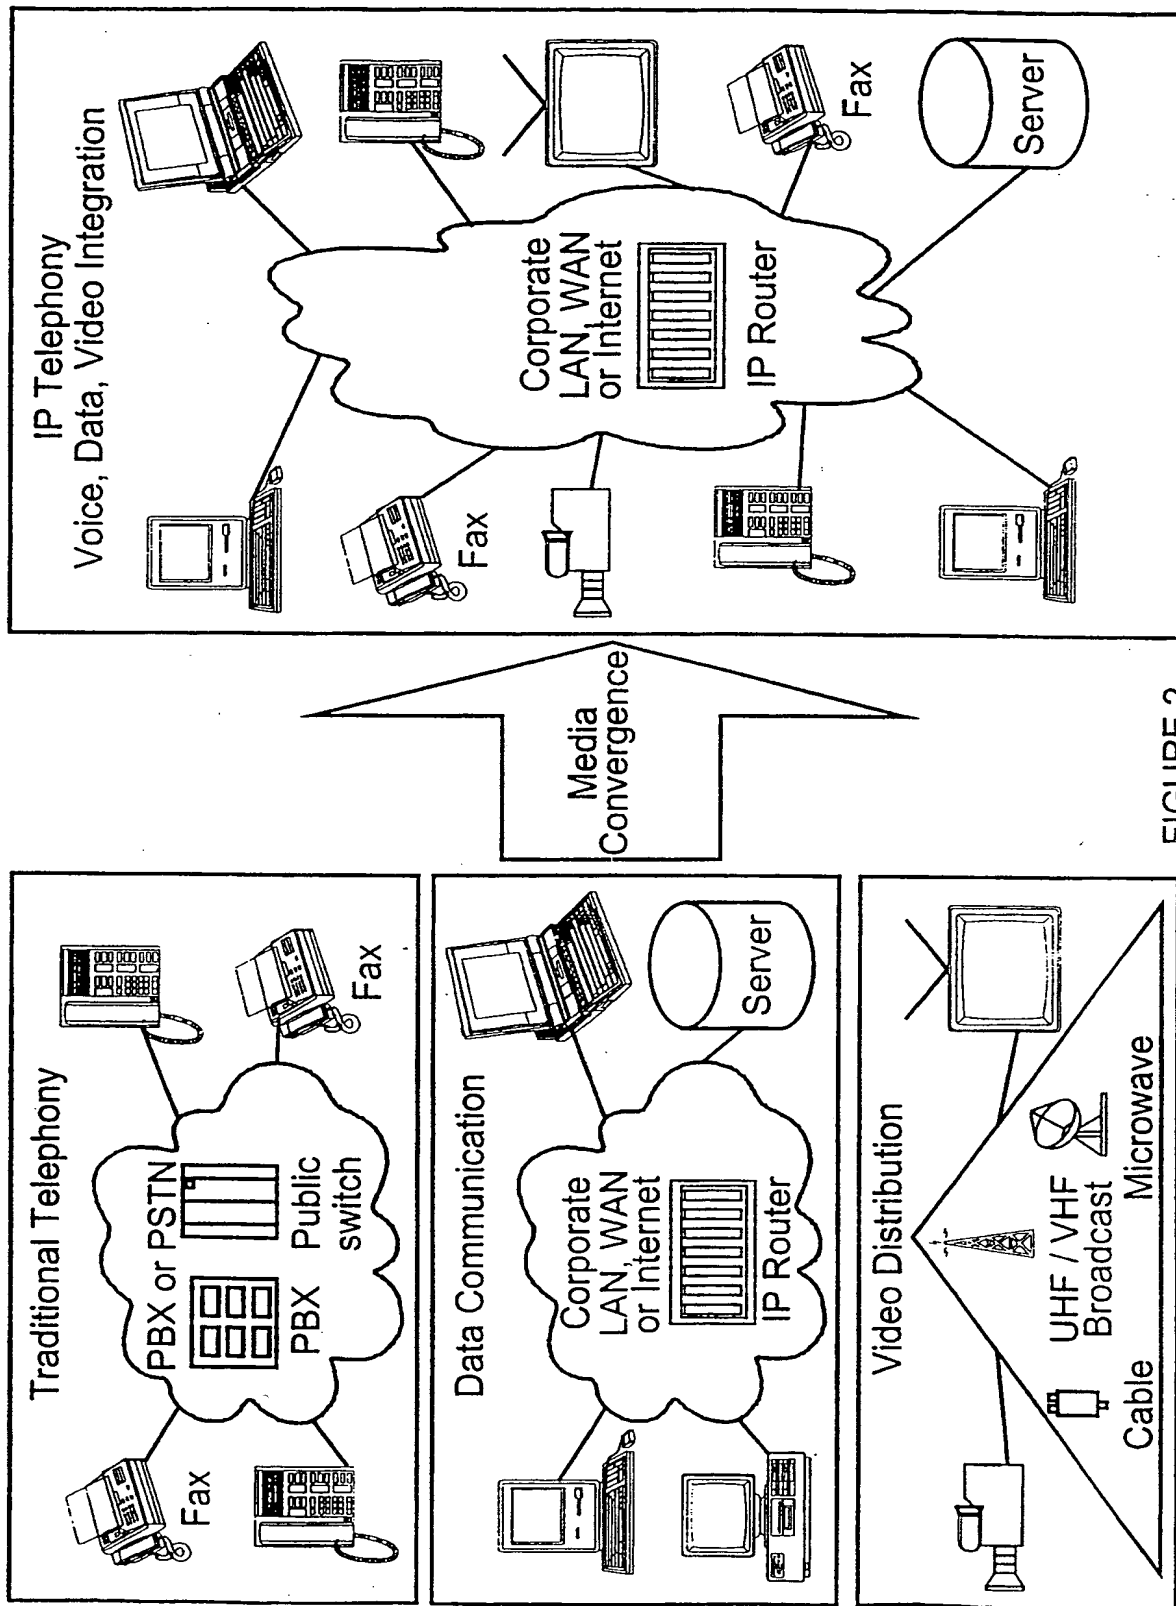 Traditional Telephony
Fax
PBX or PSTN
PBX
Public
switch
Fax
Data Communication
Corporate
LAN, WAN
or Internet
IP Router
Server
Video Distribution
Cable
UHF / VHF
Broadcast
Microwave
Media
Convergence
IP Telephony
Voice, Data, Video Integration
Fax
Corporate
LAN, WAN
or Internet
IP Router
Fax
Server
FIGURE